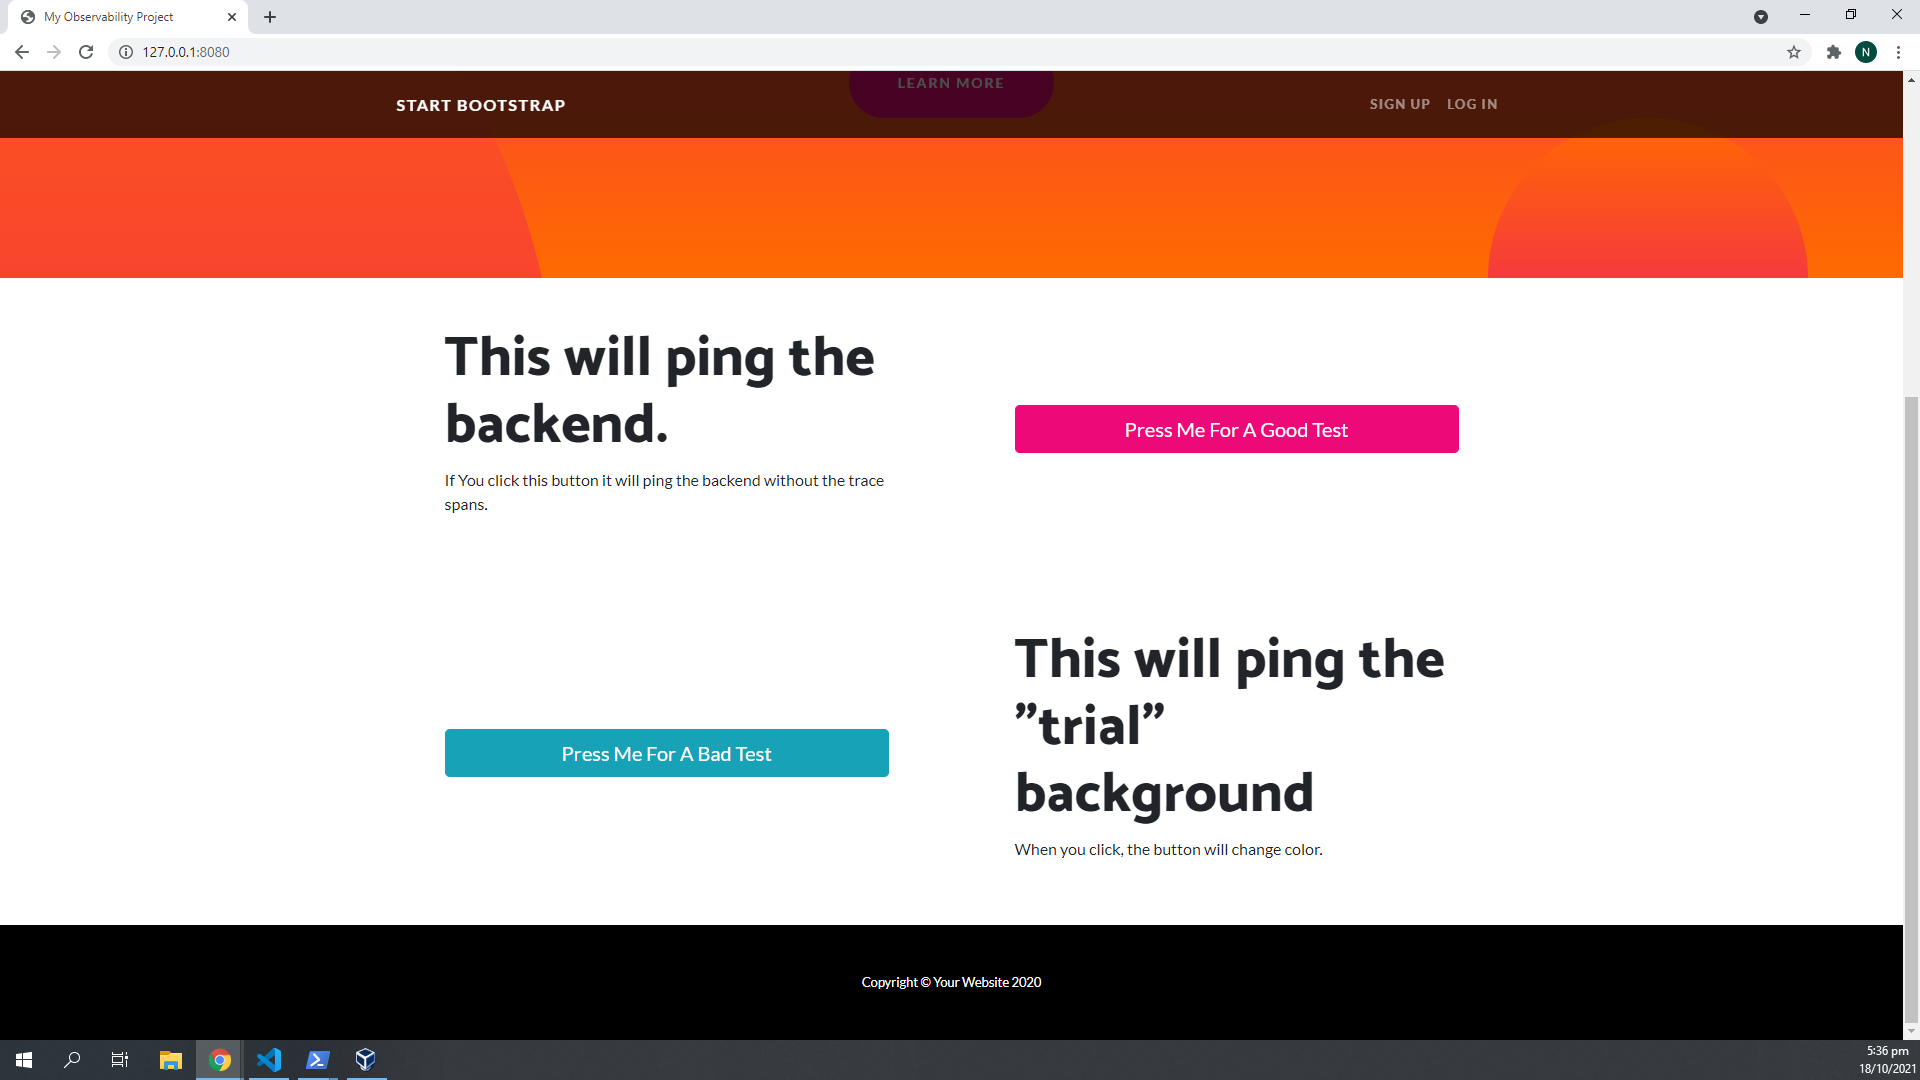 My Observability Project
127.0.0.1:8080
N
LEARN MORE
START BOOTSTRAP
SIGN UP
LOG IN
This will ping the
backend.
If You click this button it will ping the backend without the trace
spans.
Press Me For A Good Test
Press Me For A Bad Test
This will ping the
”trial”
background
When you click, the button will change color.
Copyright © Your Website 2020
5:36 pm
18/10/2021